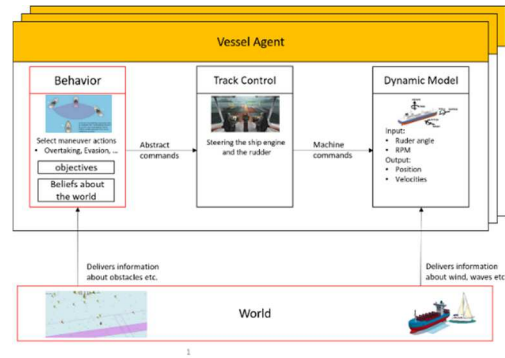 Vessel Agent
Behavior
Select maneuver actions
• Overtaking, Evasion, ...
objectives
Beliefs about
the world
Abstract
commands
Track Control
Steering the ship engine
and the rudder
Machine
commands
Dynamic Model
Input:
• Ruder angle
• RPM
Output:
• Position
• Velocities
Delivers information
about obstacles etc.
Delivers information
about wind, waves etc
World
1